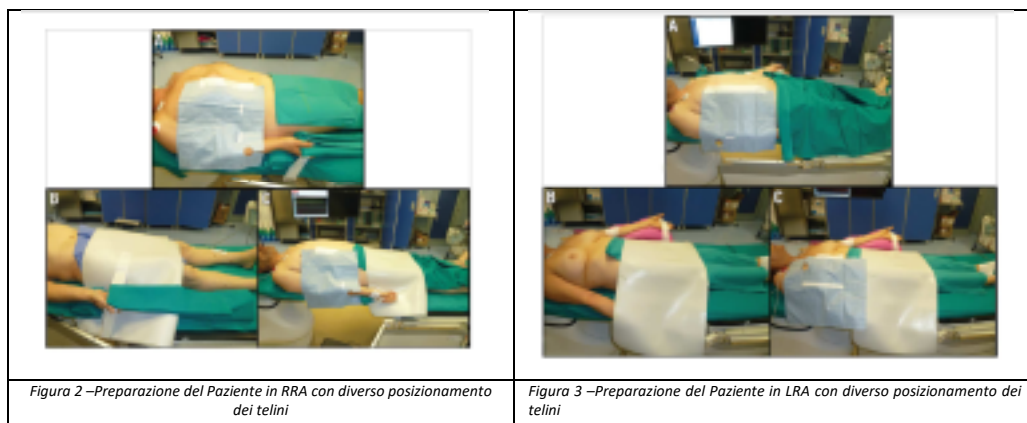 A
B
C
A
B
C
Figura 2 –Preparazione del Paziente in RRA con diverso posizionamento
dei telini
Figura 3 –Preparazione del Paziente in LRA con diverso posizionamento dei
telini